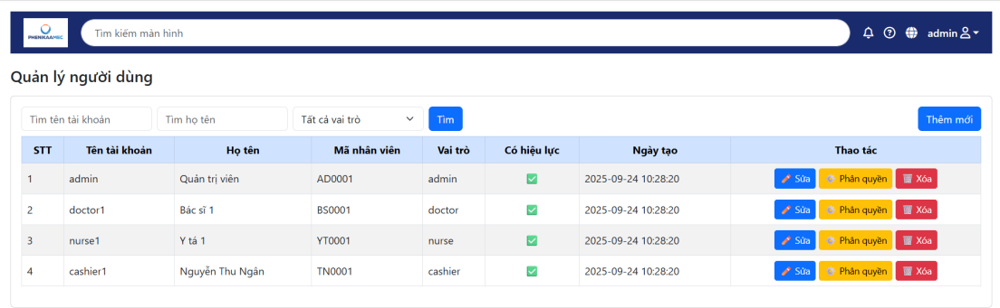 PHENIKAAMEC Tìm kiếm màn hình admin
Quản lý người dùng
Tìm tên tài khoản Tìm họ tên Tất cả vai trò Tìm Thêm mới
STT Tên tài khoản Họ tên Mã nhân viên Vai trò Có hiệu lực Ngày tạo Thao tác
1 admin Quản trị viên AD0001 admin ✅ 2025-09-24 10:28:20 Sửa Phân quyền Xóa
2 doctor1 Bác sĩ 1 BS0001 doctor ✅ 2025-09-24 10:28:20 Sửa Phân quyền Xóa
3 nurse1 Y tá 1 YT0001 nurse ✅ 2025-09-24 10:28:20 Sửa Phân quyền Xóa
4 cashier1 Nguyễn Thu Ngân TN0001 cashier ✅ 2025-09-24 10:28:20 Sửa Phân quyền Xóa